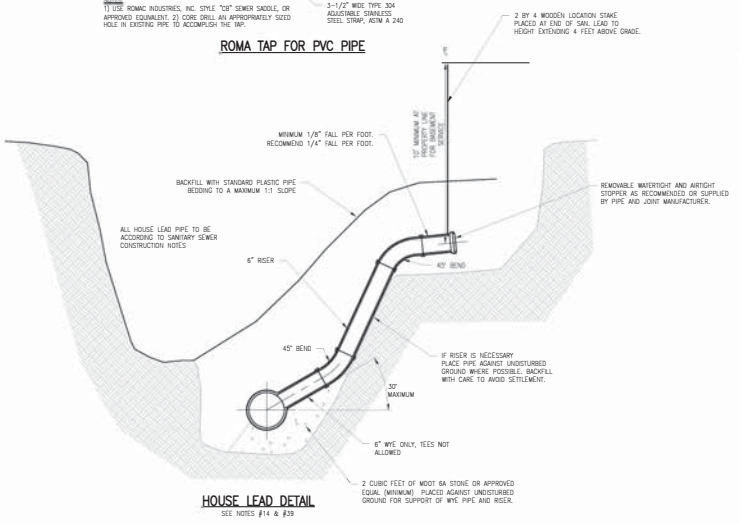 1) USE ROMAC INDUSTRIES, INC. STYLE "CB" SEWER SADDLE, OR
APPROVED EQUIVALENT. 2) CORE DRILL AN APPROPRIATELY SIZED
HOLE IN EXISTING PIPE TO ACCOMPLISH THE TAP.
3-1/2" WIDE TYPE 304
ADJUSTABLE STAINLESS
STEEL STRAP, ASTM A 240
ROMA TAP FOR PVC PIPE
2 BY 4 WOODEN LOCATION STAKE
PLACED AT END OF SAN. LEAD TO
HEIGHT EXTENDING 4 FEET ABOVE GRADE.
10' MINIMUM AT
PROPERTY LINE
FOR BASEMENT
SERVICE
MINIMUM 1/8" FALL PER FOOT.
RECOMMEND 1/4" FALL PER FOOT.
BACKFILL WITH STANDARD PLASTIC PIPE
BEDDING TO A MAXIMUM 1:1 SLOPE
REMOVABLE WATERTIGHT AND AIRTIGHT
STOPPER AS RECOMMENDED OR SUPPLIED
BY PIPE AND JOINT MANUFACTURER.
ALL HOUSE LEAD PIPE TO BE
ACCORDING TO SANITARY SEWER
CONSTRUCTION NOTES
6" RISER
45° BEND
45° BEND
IF RISER IS NECESSARY
PLACE PIPE AGAINST UNDISTURBED
GROUND WHERE POSSIBLE. BACKFILL
WITH CARE TO AVOID SETTLEMENT.
30°
MAXIMUM
6" WYE ONLY, TEES NOT
ALLOWED
2 CUBIC FEET OF MDOT 6A STONE OR APPROVED
EQUAL (MINIMUM) PLACED AGAINST UNDISTURBED
GROUND FOR SUPPORT OF WYE PIPE AND RISER.
HOUSE LEAD DETAIL
SEE NOTES #14 & #39